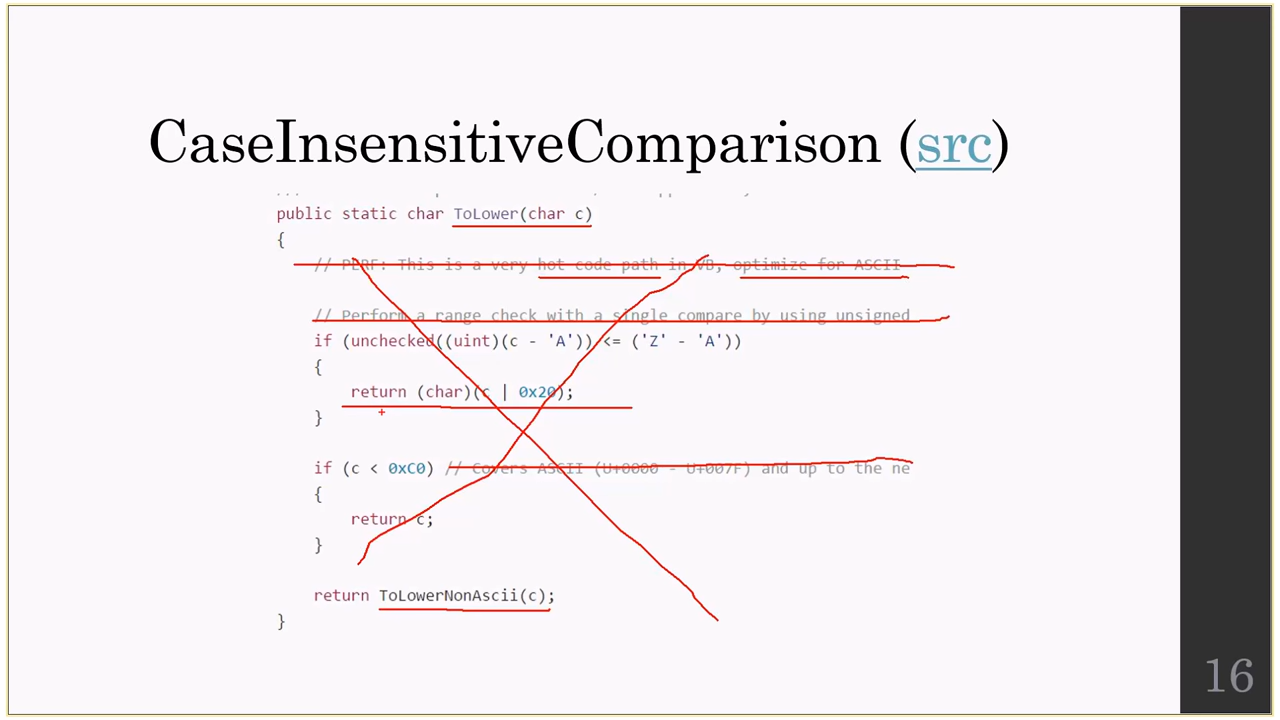 CaseInsensitiveComparison (src)
public static char ToLower(char c)
{
// PERF: This is a very hot code path in VB, optimize for ASCII
// Perform a range check with a single compare by using unsigned
if (unchecked((uint)(c - 'A')) <= ('Z' - 'A'))
{
return (char)(c | 0x20);
}
if (c < 0xC0) // Covers ASCII (U+0000 - U+007F) and up to the ne
{
return c;
}
return ToLowerNonAscii(c);
}
16